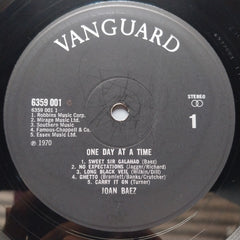 VANGUARD
6359 001
6359 001 1
1. Robbins Music Corp.
2. Mirage Music Ltd.
3. Southern Music
4. Famous-Chappell & Co.
5. Essex Music Ltd.
℗ 1970
STEREO
1
ONE DAY AT A TIME
1. SWEET SIR GALAHAD (Baez)
2. NO EXPECTATIONS (Jagger/Richard)
3. LONG BLACK VEIL (Wilkin/Dill)
4. GHETTO (Bramlett/Banks/Crutcher)
5. CARRY IT ON (Turner)
JOAN BAEZ